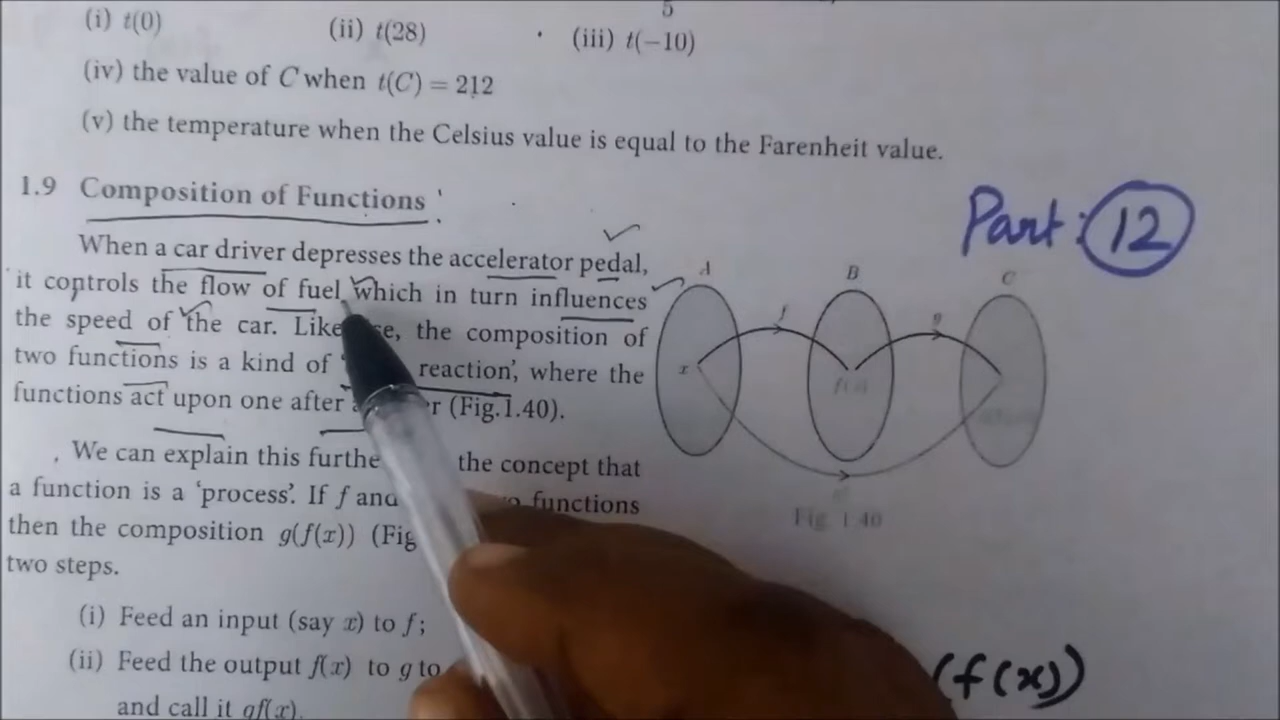 5
(i) t(0) (ii) t(28) (iii) t(−10)
(iv) the value of C when t(C) = 212
(v) the temperature when the Celsius value is equal to the Farenheit value.
1.9 Composition of Functions
Part: 12
When a car driver depresses the accelerator pedal,
it controls the flow of fuel which in turn influences
the speed of the car. Like se, the composition of
two functions is a kind of reaction', where the
functions act upon one after r (Fig.1.40).
A B C
f g
x f(x)
Fig. 1.40
We can explain this furthe the concept that
a function is a 'process'. If f and functions
then the composition g(f(x)) (Fig
two steps.
(i) Feed an input (say x) to f;
(ii) Feed the output f(x) to g to
and call it gf(x).
(f(x))